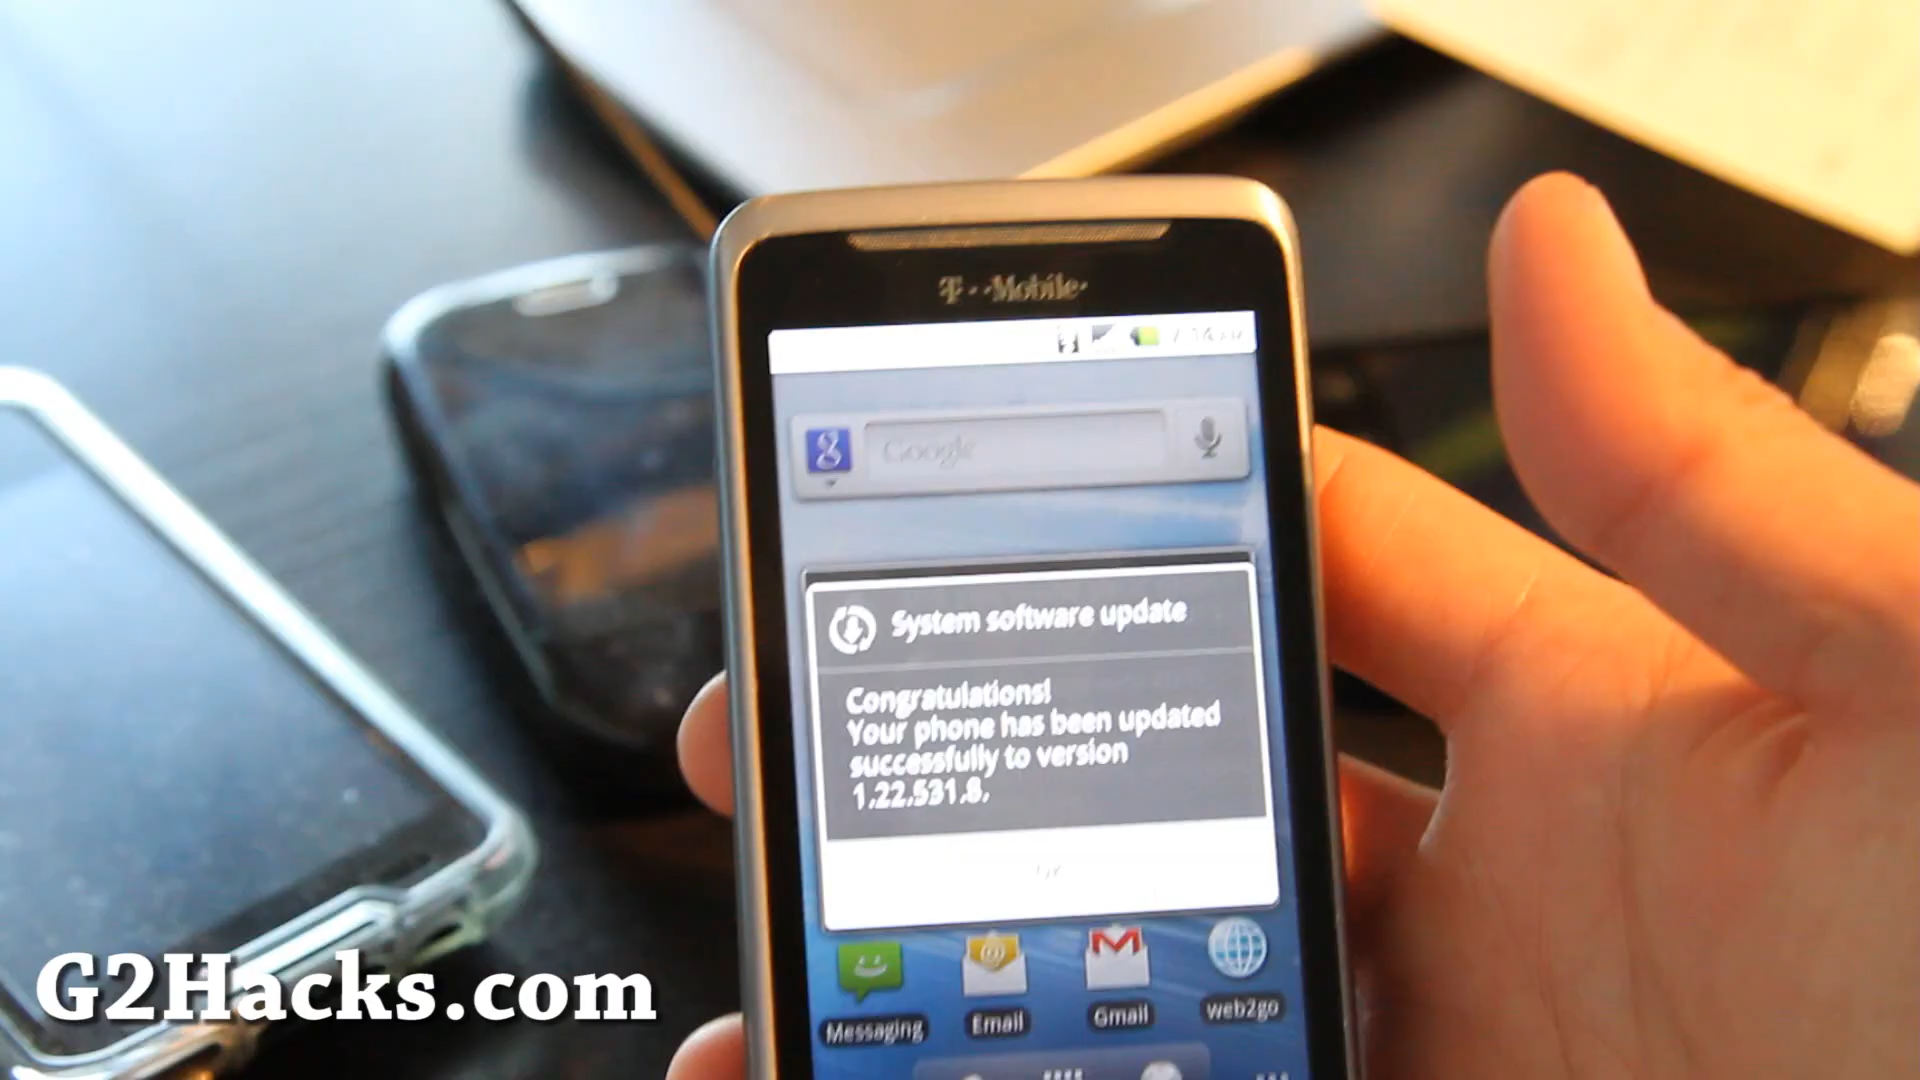 T··Mobile·
Google
System software update
Congratulations!
Your phone has been updated
successfully to version
1.22.531.8.
Messaging
Email
Gmail
web2go
G2Hacks.com